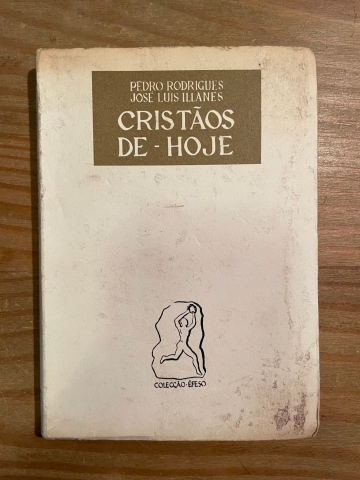 PEDRO RODRIGUES
JOSÉ LUIS ILLANES
CRISTÃOS
DE - HOJE
COLECÇÃO · ÉFESO